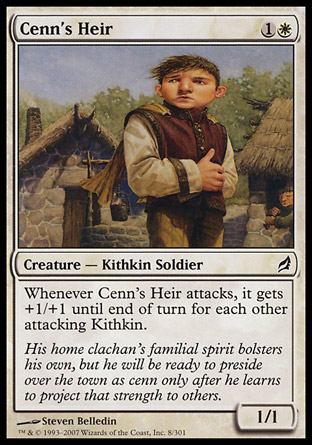 Cenn's Heir 1
Creature — Kithkin Soldier
Whenever Cenn's Heir attacks, it gets
+1/+1 until end of turn for each other
attacking Kithkin.
His home clachan's familial spirit bolsters
his own, but he will be ready to preside
over the town as cenn only after he learns
to project that strength to others.
Steven Belledin
™ & © 1993–2007 Wizards of the Coast, Inc. 8/301
1/1